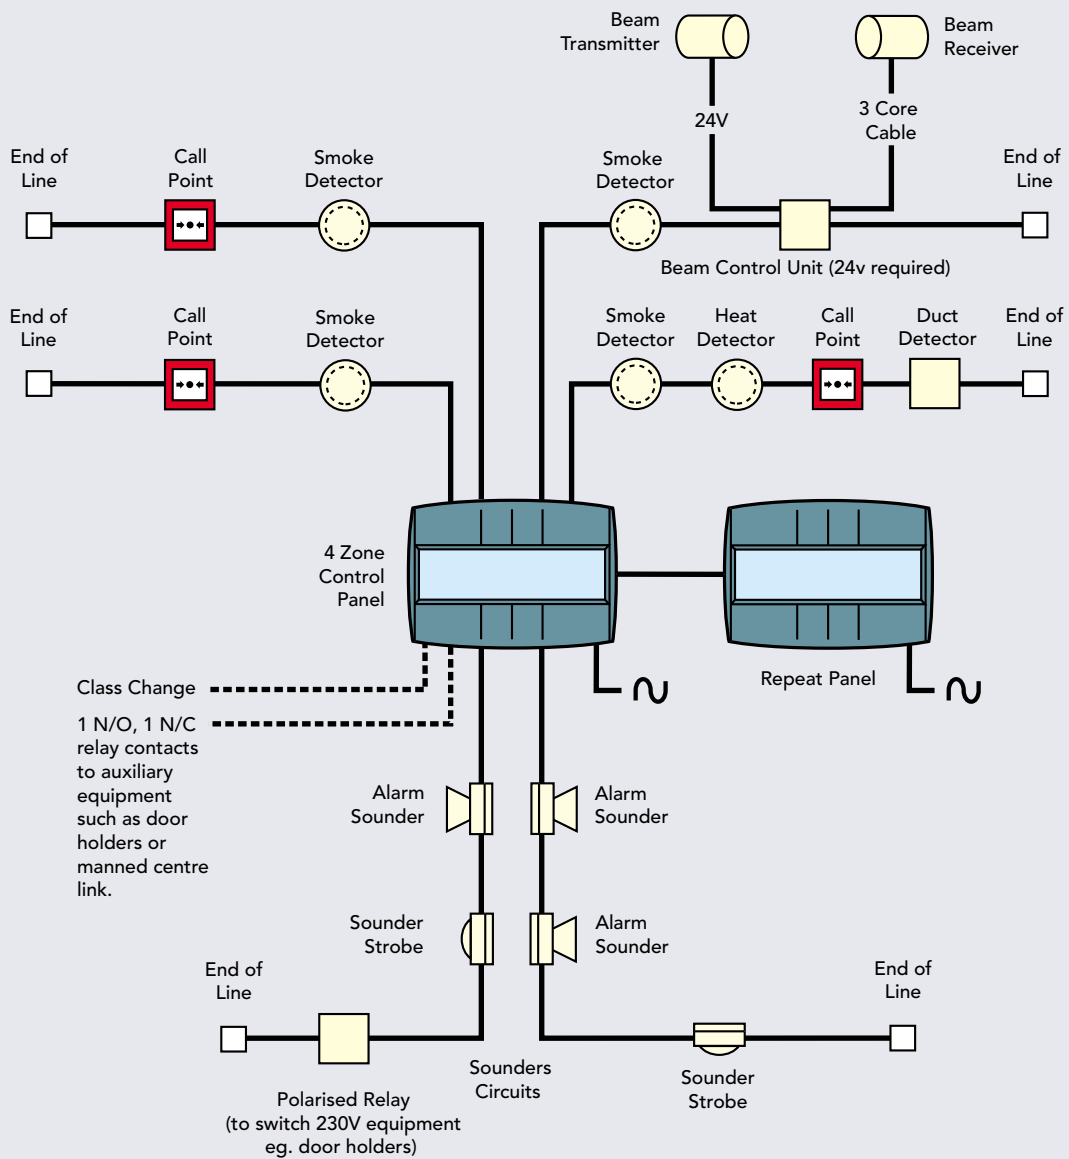 Beam
Transmitter
Beam
Receiver
24V
3 Core
Cable
End of
Line
Call
Point
Smoke
Detector
Smoke
Detector
End of
Line
Beam Control Unit (24v required)
End of
Line
Call
Point
Smoke
Detector
Smoke
Detector
Heat
Detector
Call
Point
Duct
Detector
End of
Line
4 Zone
Control
Panel
Repeat Panel
Class Change
1 N/O, 1 N/C
relay contacts
to auxiliary
equipment
such as door
holders or
manned centre
link.
Alarm
Sounder
Alarm
Sounder
Sounder
Strobe
Alarm
Sounder
End of
Line
End of
Line
Sounders
Circuits
Sounder
Strobe
Polarised Relay
(to switch 230V equipment
eg. door holders)